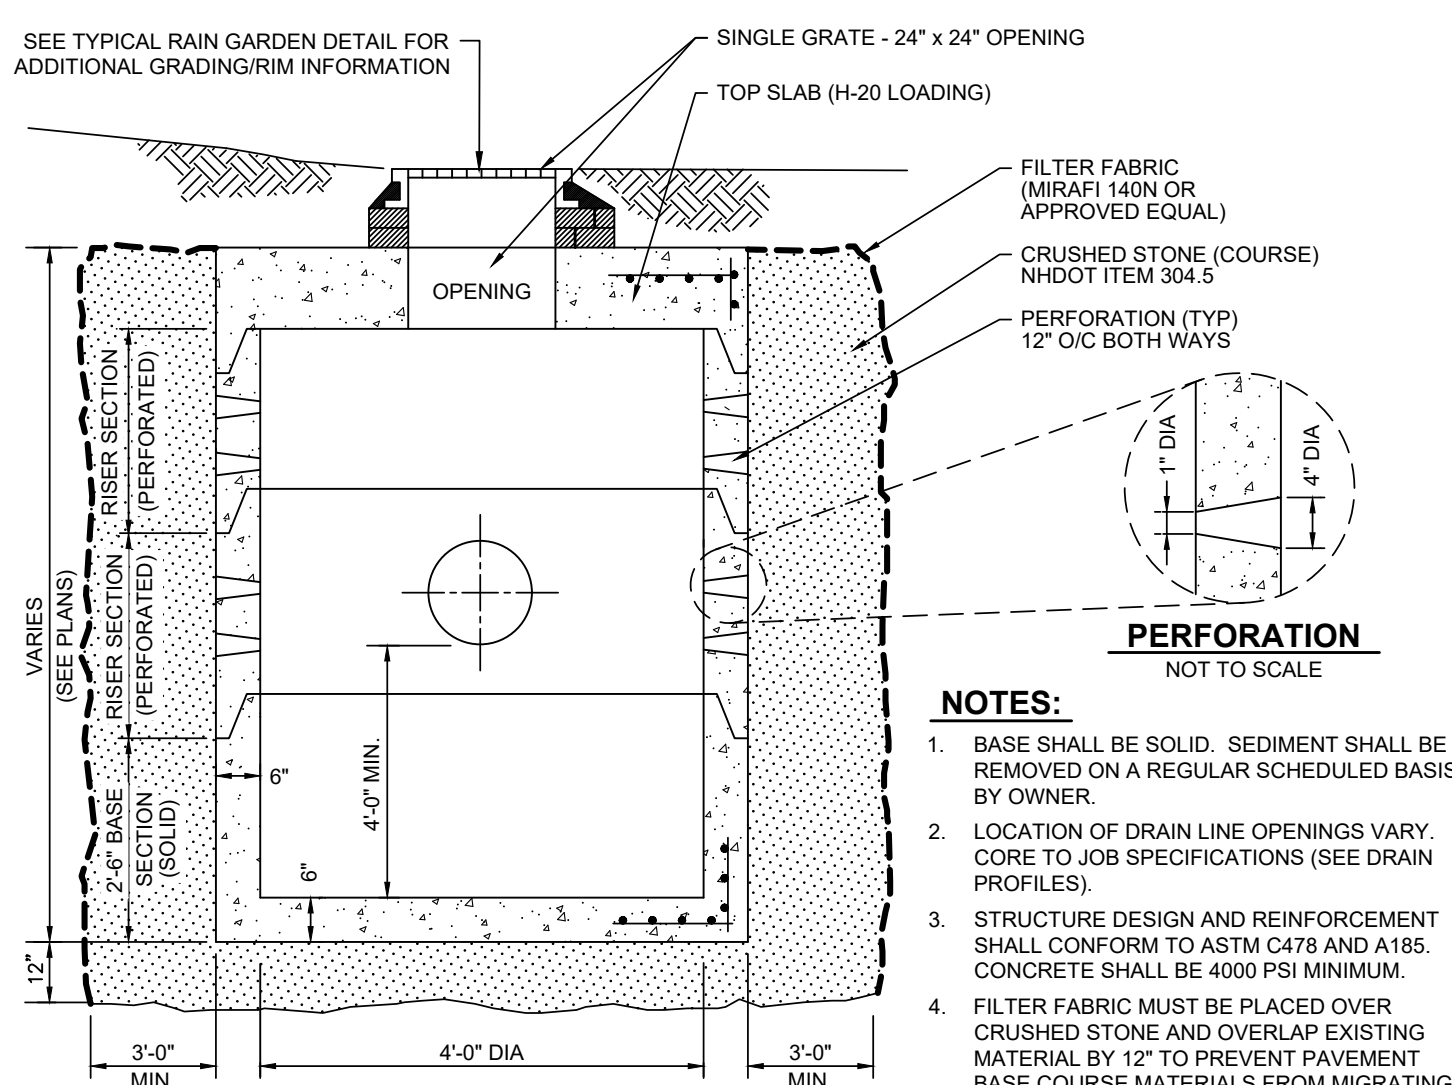 SEE TYPICAL RAIN GARDEN DETAIL FOR
ADDITIONAL GRADING/RIM INFORMATION
SINGLE GRATE - 24" x 24" OPENING
TOP SLAB (H-20 LOADING)
FILTER FABRIC
(MIRAFI 140N OR
APPROVED EQUAL)
CRUSHED STONE (COURSE)
NHDOT ITEM 304.5
PERFORATION (TYP)
12" O/C BOTH WAYS
OPENING
RISER SECTION
(PERFORATED)
RISER SECTION
(PERFORATED)
VARIES
(SEE PLANS)
2-6" BASE
SECTION
(SOLID)
12"
6"
6"
4'-0" MIN.
3'-0"
MIN
4'-0" DIA
3'-0"
MIN
1" DIA
4" DIA
PERFORATION
NOT TO SCALE
NOTES:
1. BASE SHALL BE SOLID. SEDIMENT SHALL BE
REMOVED ON A REGULAR SCHEDULED BASIS
BY OWNER.
2. LOCATION OF DRAIN LINE OPENINGS VARY.
CORE TO JOB SPECIFICATIONS (SEE DRAIN
PROFILES).
3. STRUCTURE DESIGN AND REINFORCEMENT
SHALL CONFORM TO ASTM C478 AND A185.
CONCRETE SHALL BE 4000 PSI MINIMUM.
4. FILTER FABRIC MUST BE PLACED OVER
CRUSHED STONE AND OVERLAP EXISTING
MATERIAL BY 12" TO PREVENT PAVEMENT
BASE COURSE MATERIALS FROM MIGRATING